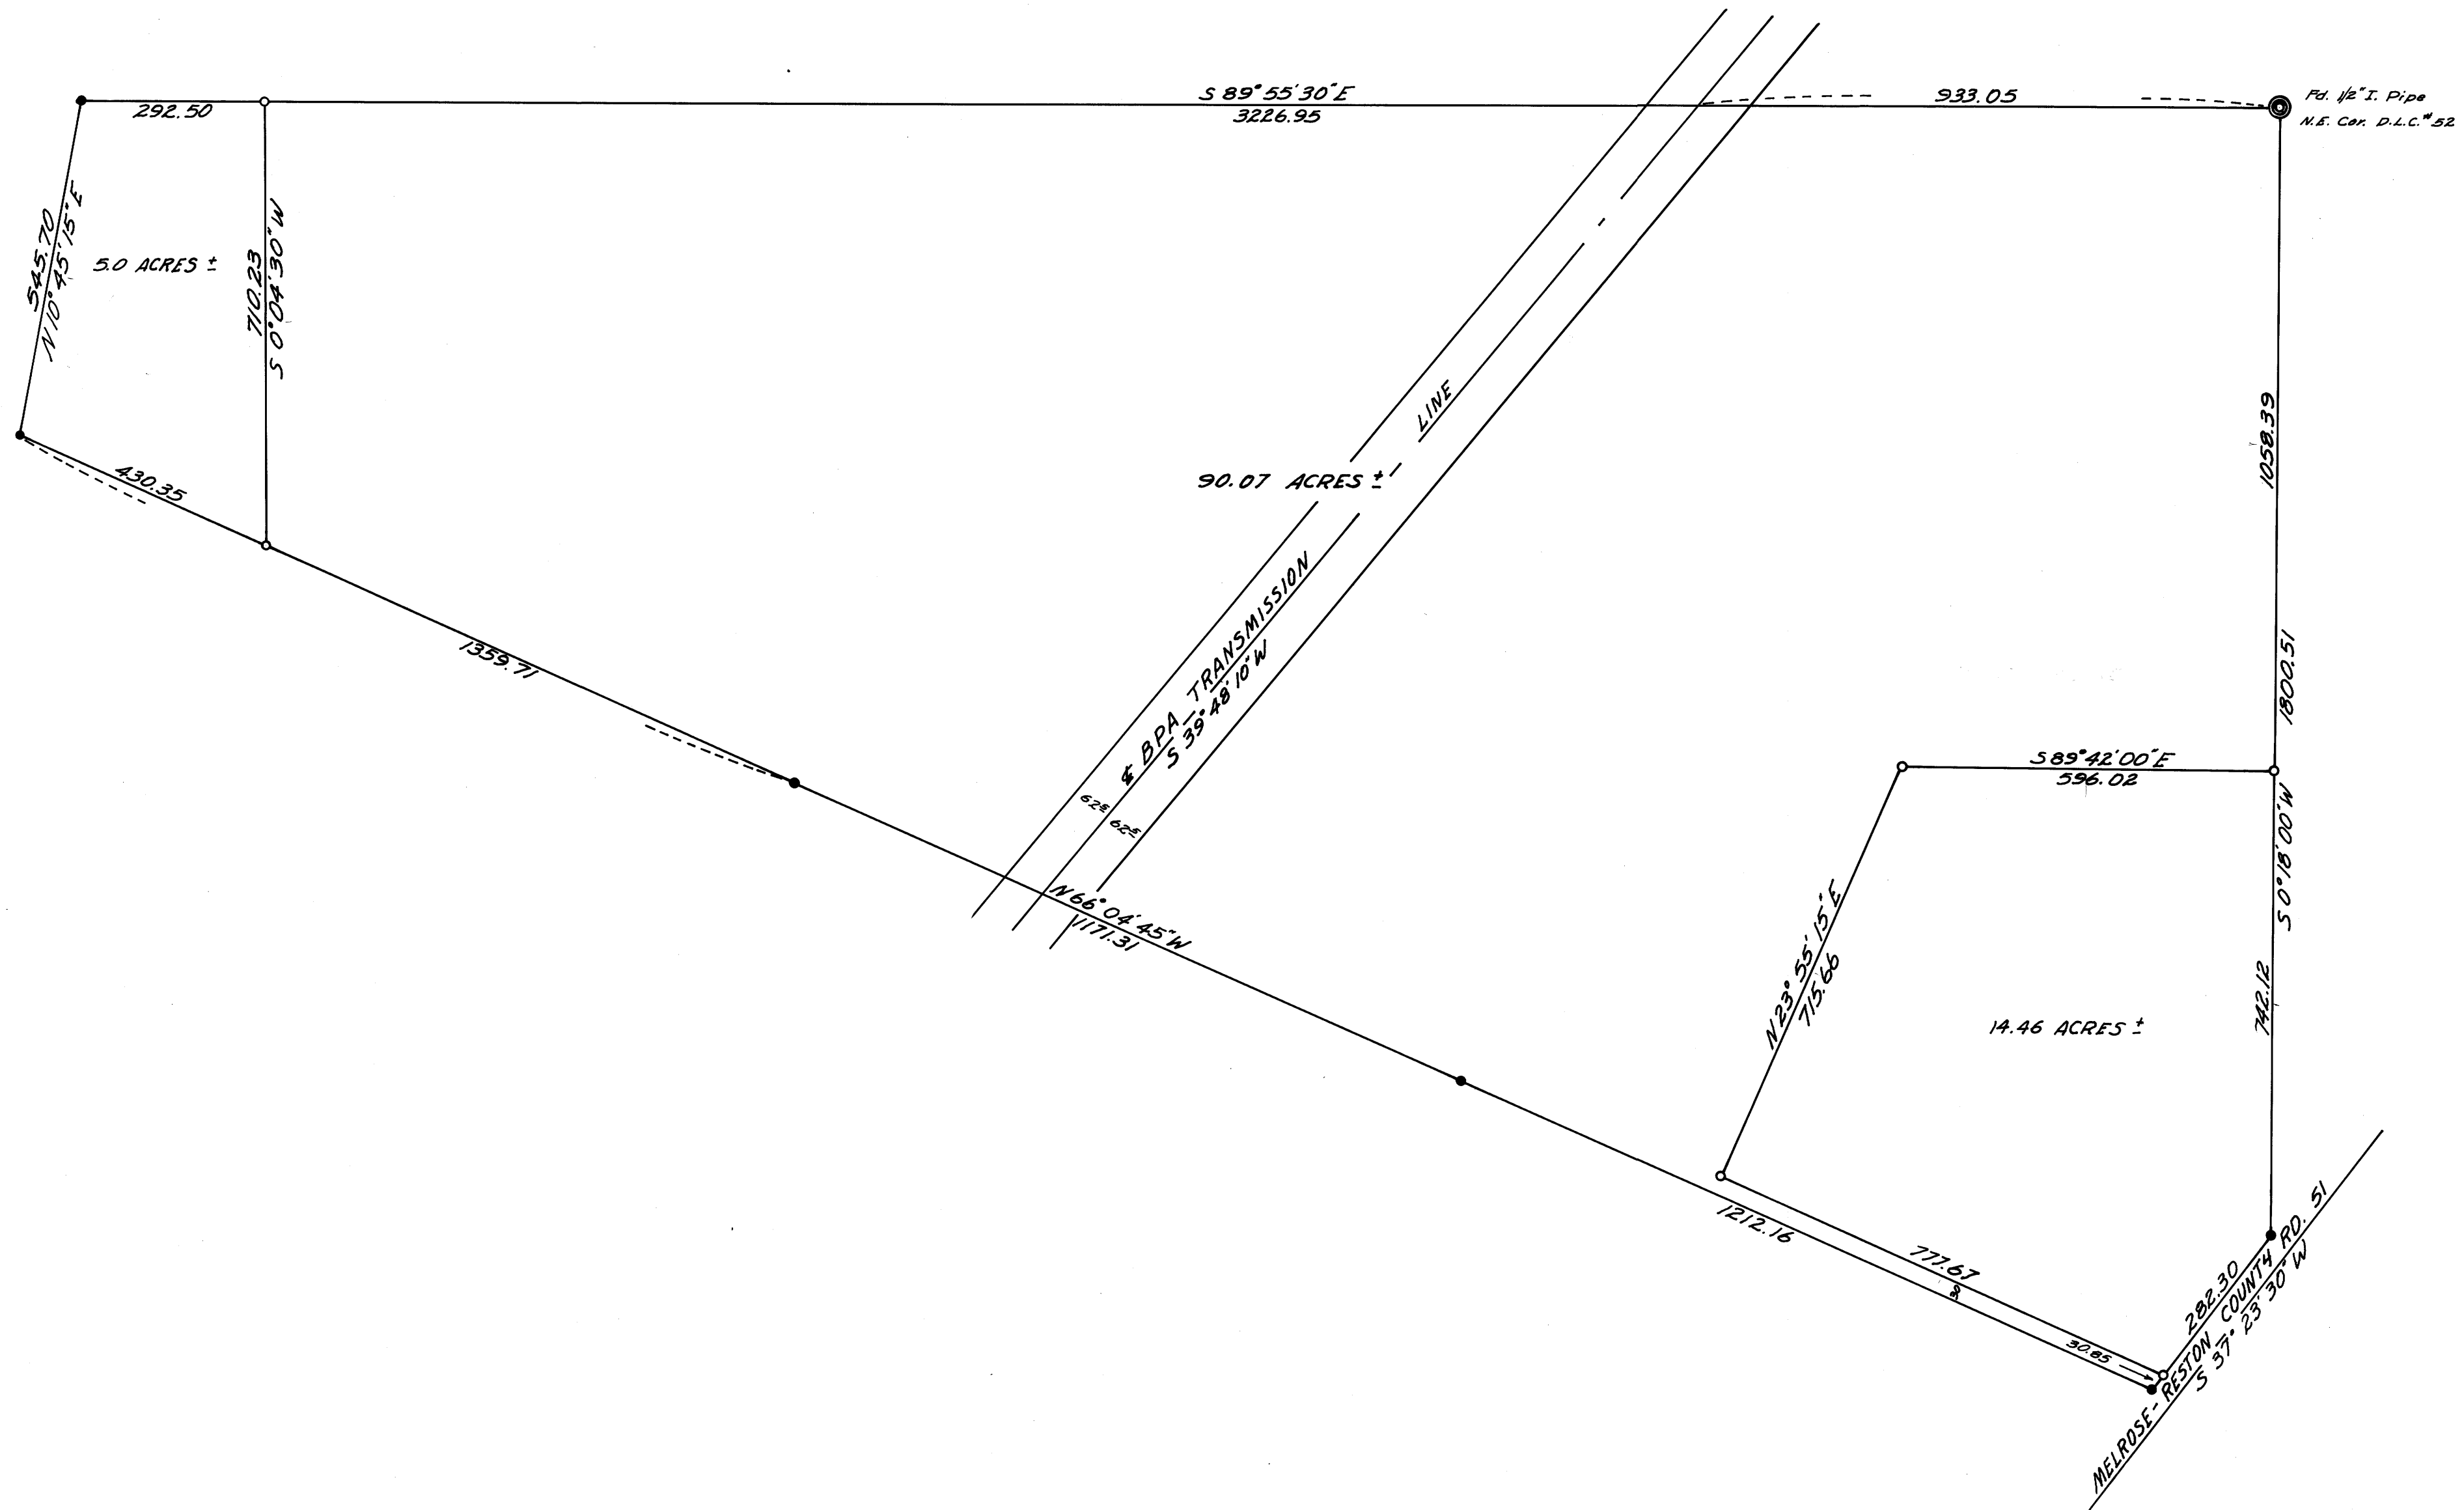 S 89° 55' 30" E
3226.95
933.05
Fd. 1/2" I. Pipe
N.E. Cor. D.L.C. # 52
292.50
545.70
N 10° 45' 15" E
5.0 ACRES ±
710.23
S 0° 04' 30" W
430.35
1359.71
LINE
90.07 ACRES ±
℄ BPA TRANSMISSION
S 39° 48' 10" W
62⁵
62⁵
N 66° 04' 45" W
1171.31
1058.39
1800.51
S 89° 42' 00" E
596.02
S 0° 18' 00" W
742.12
N 23° 55' 15" E
715.66
14.46 ACRES ±
1212.16
777.67
30'
30.85
282.30
MELROSE - RESTON COUNTY RD. 51
S 37° 23' 30" W